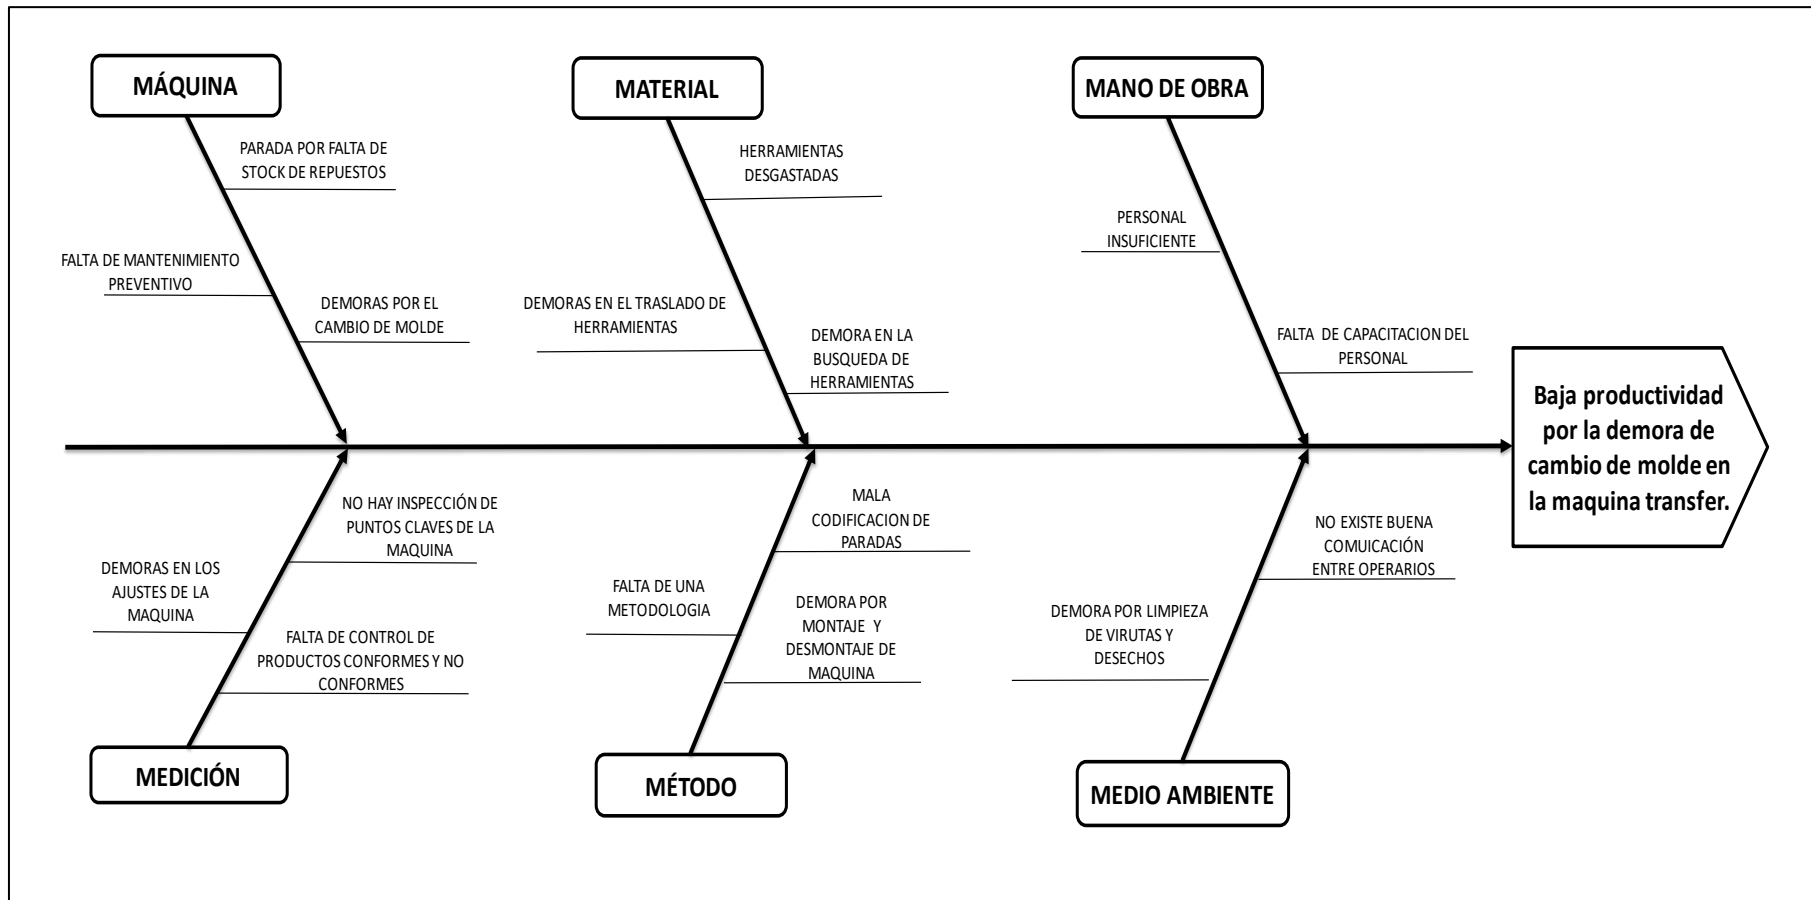 MÁQUINA
MATERIAL
MANO DE OBRA
PARADA POR FALTA DE
STOCK DE REPUESTOS
FALTA DE MANTENIMIENTO
PREVENTIVO
DEMORAS POR EL
CAMBIO DE MOLDE
HERRAMIENTAS
DESGASTADAS
DEMORAS EN EL TRASLADO DE
HERRAMIENTAS
DEMORA EN LA
BUSQUEDA DE
HERRAMIENTAS
PERSONAL
INSUFICIENTE
FALTA DE CAPACITACION DEL
PERSONAL
Baja productividad
por la demora de
cambio de molde en
la maquina transfer.
NO HAY INSPECCIÓN DE
PUNTOS CLAVES DE LA
MAQUINA
DEMORAS EN LOS
AJUSTES DE LA
MAQUINA
FALTA DE CONTROL DE
PRODUCTOS CONFORMES Y NO
CONFORMES
MALA
CODIFICACION DE
PARADAS
FALTA DE UNA
METODOLOGIA
DEMORA POR
MONTAJE Y
DESMONTAJE DE
MAQUINA
NO EXISTE BUENA
COMUICACIÓN
ENTRE OPERARIOS
DEMORA POR LIMPIEZA
DE VIRUTAS Y
DESECHOS
MEDICIÓN
MÉTODO
MEDIO AMBIENTE